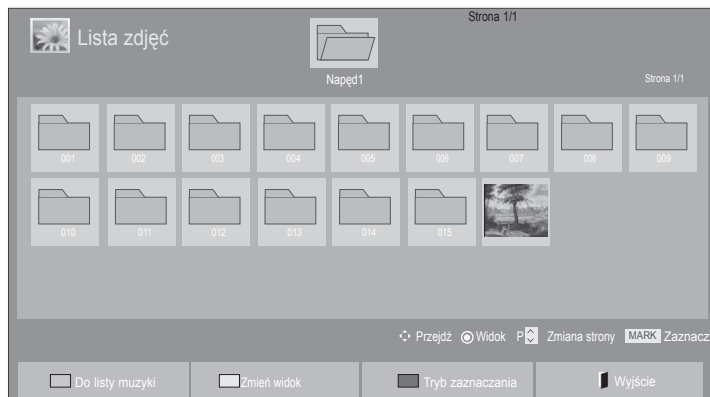 Strona 1/1
Lista zdjęć
Napęd1
Strona 1/1
001 002 003 004 005 006 007 008 009
010 011 012 013 014 015
Przejdź Widok P Zmiana strony MARK Zaznacz
Do listy muzyki Zmień widok Tryb zaznaczania Wyjście